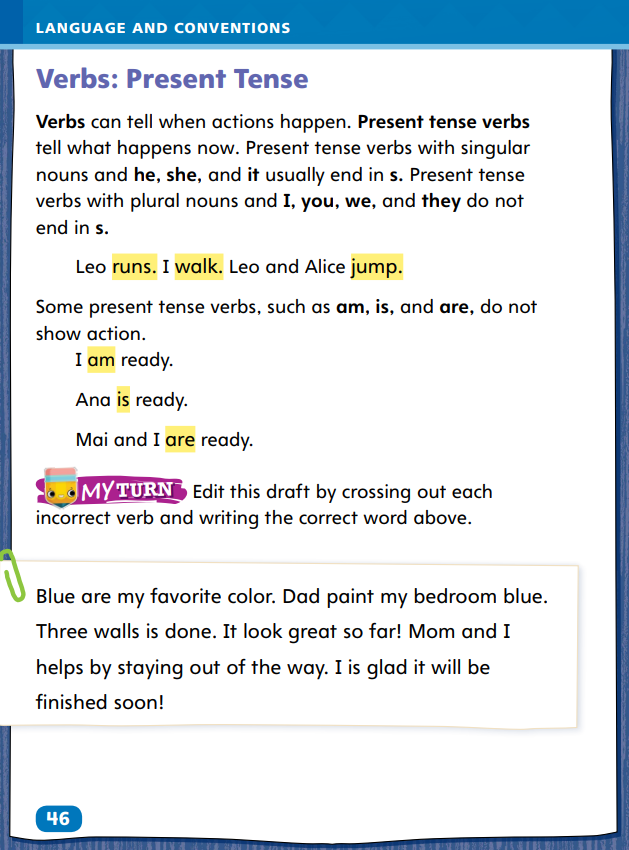 LANGUAGE AND CONVENTIONS
Verbs: Present Tense
Verbs can tell when actions happen. Present tense verbs
tell what happens now. Present tense verbs with singular
nouns and he, she, and it usually end in s. Present tense
verbs with plural nouns and I, you, we, and they do not
end in s.
Leo runs. I walk. Leo and Alice jump.
Some present tense verbs, such as am, is, and are, do not
show action.
I am ready.
Ana is ready.
Mai and I are ready.
MY TURN Edit this draft by crossing out each
incorrect verb and writing the correct word above.
Blue are my favorite color. Dad paint my bedroom blue.
Three walls is done. It look great so far! Mom and I
helps by staying out of the way. I is glad it will be
finished soon!
46